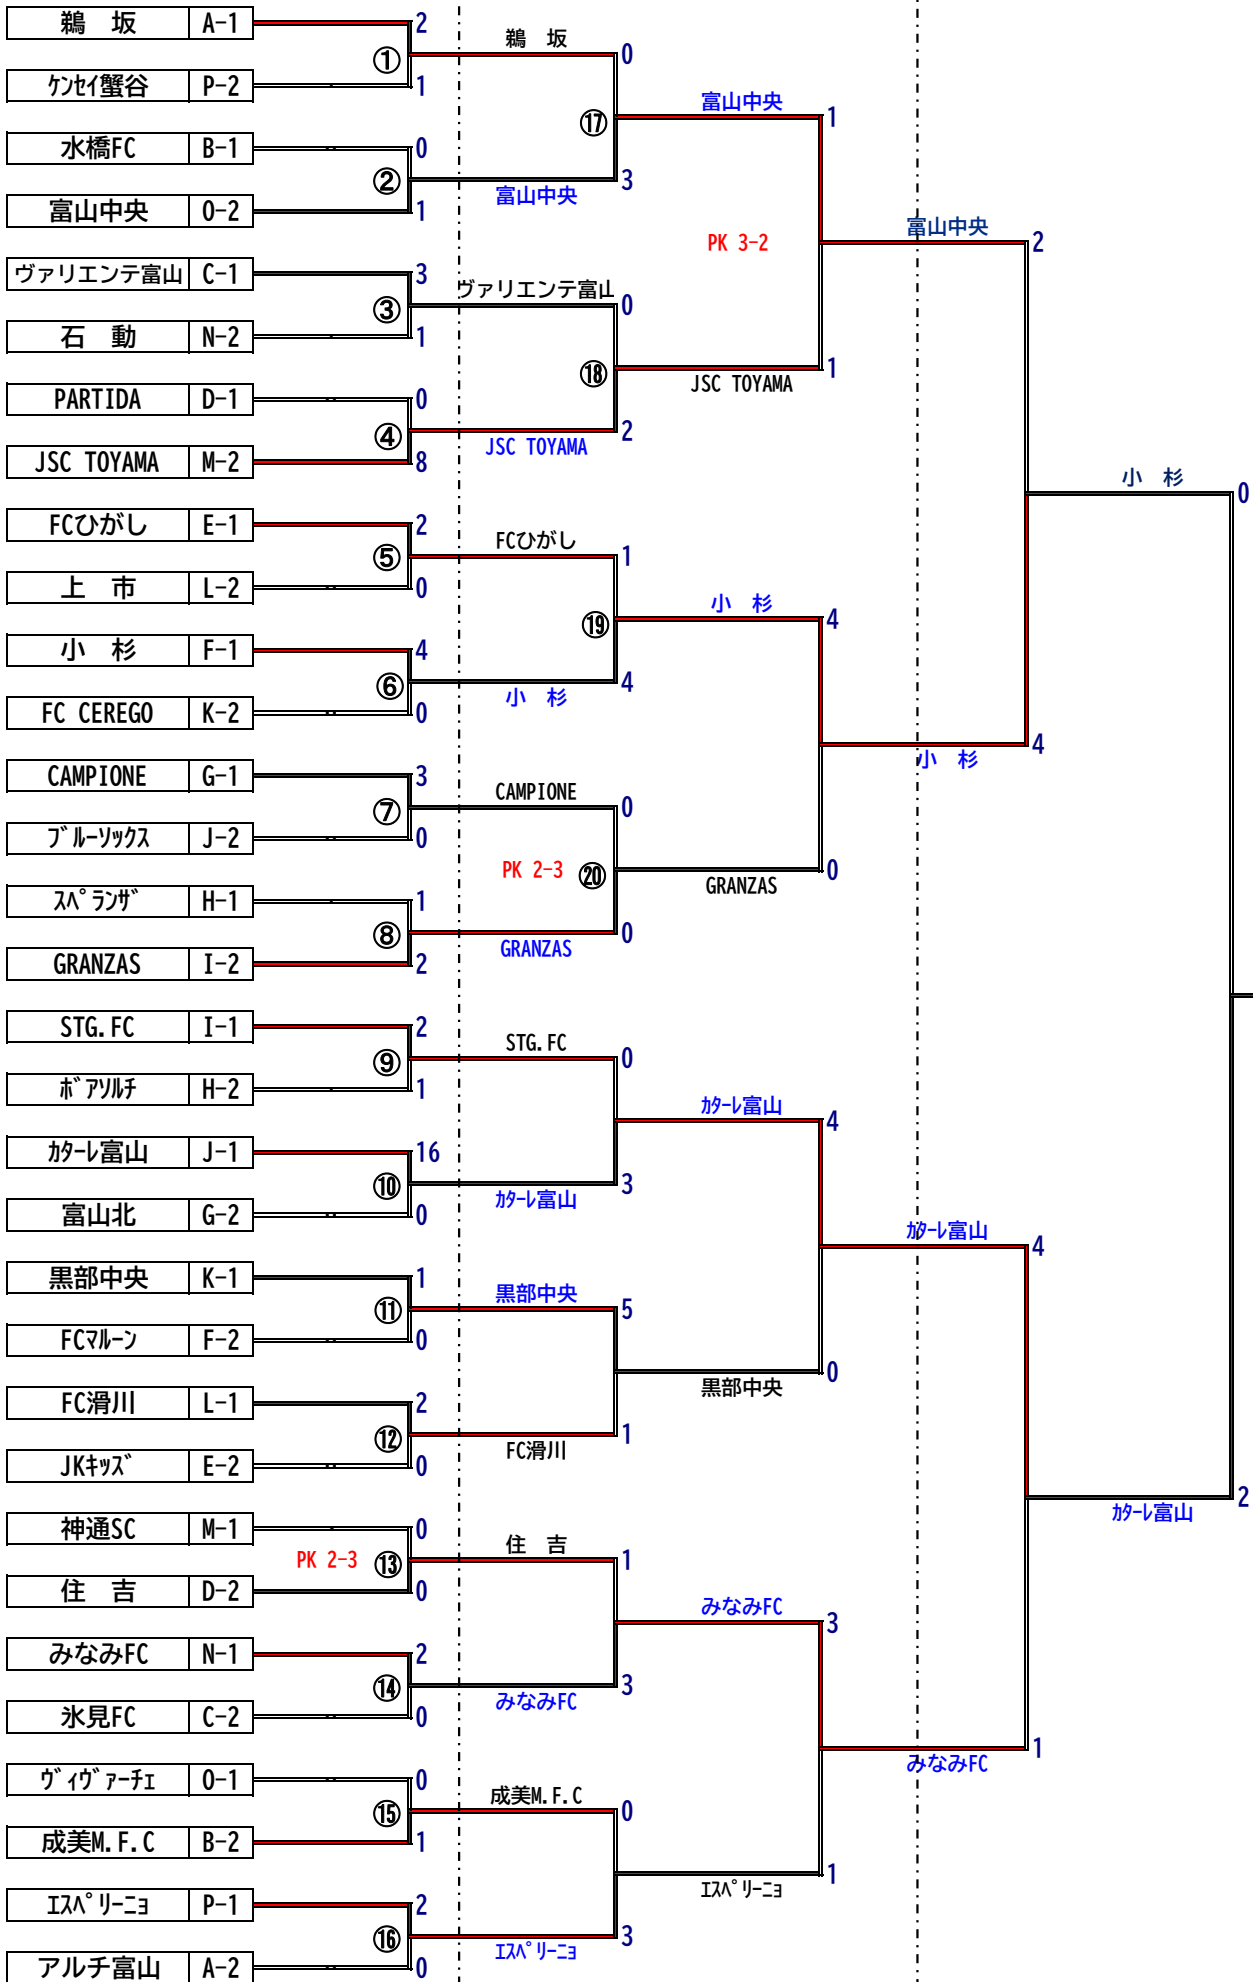 鵜　坂 A-1 2
① 鵜　坂 0
ｹﾝｾｲ蟹谷 P-2 1
⑰ 富山中央 1
水橋FC B-1 0
② 富山中央 3
富山中央 O-2 1
PK 3-2 富山中央 2
ヴァリエンテ富山 C-1 3
③ ヴァリエンテ富山 0
石　動 N-2 1
⑱ JSC TOYAMA 1
PARTIDA D-1 0
④ JSC TOYAMA 2
JSC TOYAMA M-2 8
小　杉 0
FCひがし E-1 2
⑤ FCひがし 1
上　市 L-2 0
⑲ 小　杉 4
小　杉 F-1 4
⑥ 小　杉 4
FC CEREGO K-2 0
小　杉 4
CAMPIONE G-1 3
⑦ CAMPIONE 0
ﾌﾞﾙｰｿｯｸｽ J-2 0
PK 2-3 ⑳ GRANZAS 0
ｽﾍﾟﾗﾝｻﾞ H-1 1
⑧ GRANZAS 0
GRANZAS I-2 2
STG.FC I-1 2
⑨ STG.FC 0
ﾎﾞｱｿﾙﾁ H-2 1
ｶﾀｰﾚ富山 4
ｶﾀｰﾚ富山 J-1 16
⑩ ｶﾀｰﾚ富山 3
富山北 G-2 0
ｶﾀｰﾚ富山 4
黒部中央 K-1 1
⑪ 黒部中央 5
FCﾏﾙｰﾝ F-2 0
黒部中央 0
FC滑川 L-1 2
⑫ FC滑川 1
JKｷｯｽﾞ E-2 0
ｶﾀｰﾚ富山 2
神通SC M-1 0
PK 2-3 ⑬ 住　吉 1
住　吉 D-2 0
みなみFC 3
みなみFC N-1 2
⑭ みなみFC 3
氷見FC C-2 0
みなみFC 1
ヴﾞｨｳﾞｧｰﾁｪ O-1 0
⑮ 成美M.F.C 0
成美M.F.C B-2 1
ｴｽﾍﾟﾘｰﾆｮ 1
ｴｽﾍﾟﾘｰﾆｮ P-1 2
⑯ ｴｽﾍﾟﾘｰﾆｮ 3
アルチ富山 A-2 0